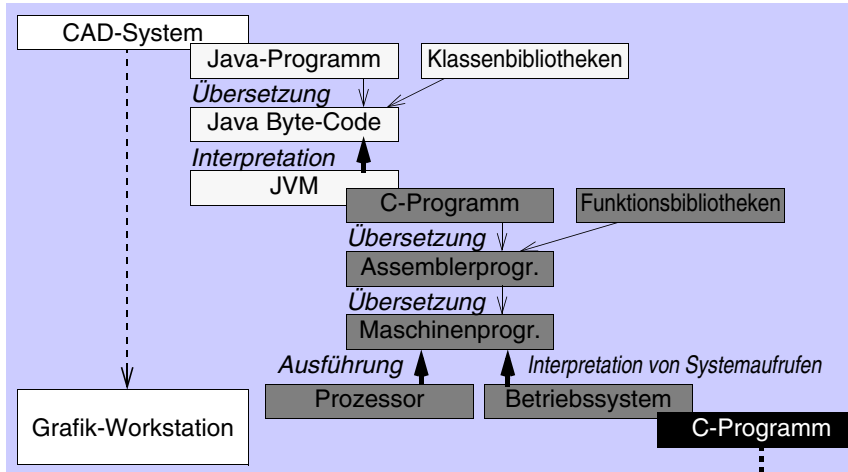 CAD-System
Java-Programm
Klassenbibliotheken
Übersetzung
Java Byte-Code
Interpretation
JVM
C-Programm
Funktionsbibliotheken
Übersetzung
Assemblerprogr.
Übersetzung
Maschinenprogr.
Ausführung
Interpretation von Systemaufrufen
Prozessor
Betriebssystem
Grafik-Workstation
C-Programm